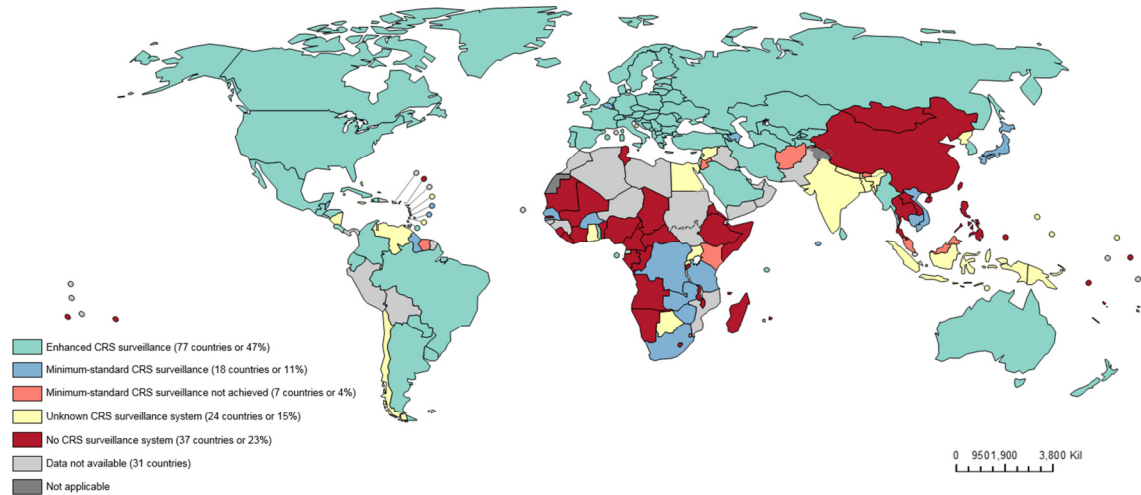 Enhanced CRS surveillance (77 countries or 47%)
Minimum-standard CRS surveillance (18 countries or 11%)
Minimum-standard CRS surveillance not achieved (7 countries or 4%)
Unknown CRS surveillance system (24 countries or 15%)
No CRS surveillance system (37 countries or 23%)
Data not available (31 countries)
Not applicable
0 9501,900 3,800 Kil